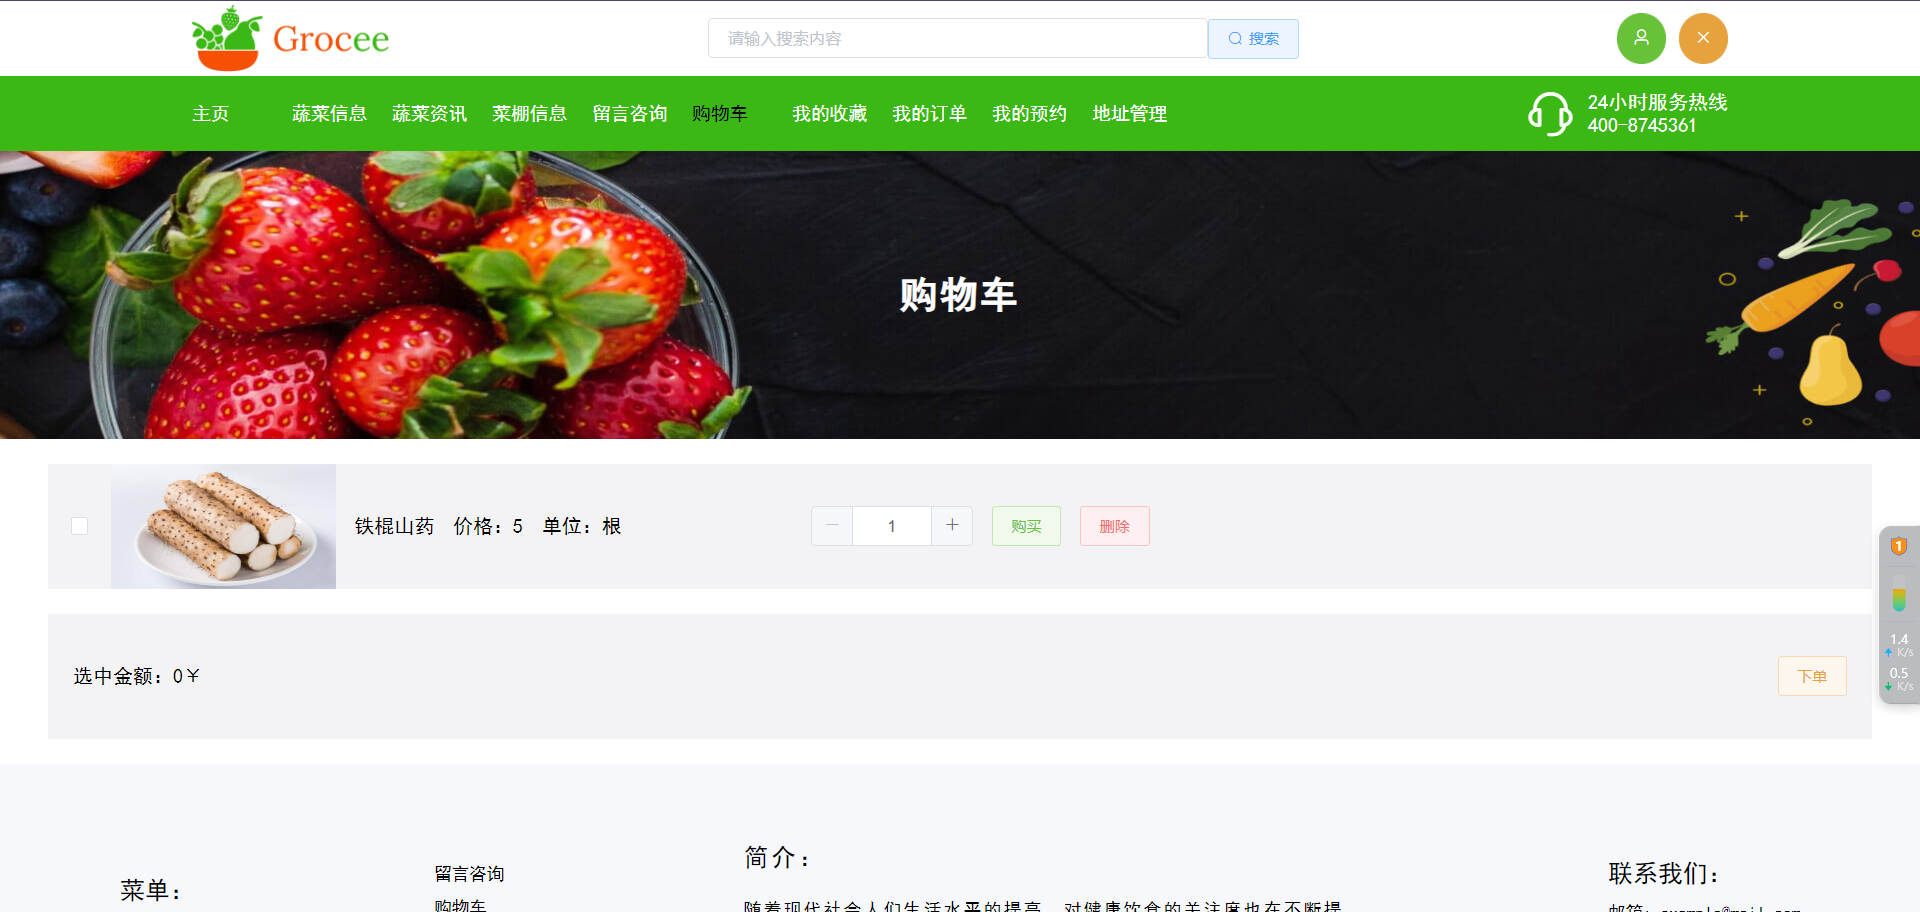 Grocee
请输入搜索内容
搜索
主页 蔬菜信息 蔬菜资讯 菜棚信息 留言咨询 购物车 我的收藏 我的订单 我的预约 地址管理
24小时服务热线
400-8745361
购物车
铁棍山药 价格：5 单位：根
1
购买
删除
选中金额：0￥
下单
1
1.4
K/s
0.5
K/s
简介：
留言咨询
联系我们：
菜单：
购物车
随着现代社会人们生活水平的提高，对健康饮食的关注度也在不断提
邮箱：example@mail.com